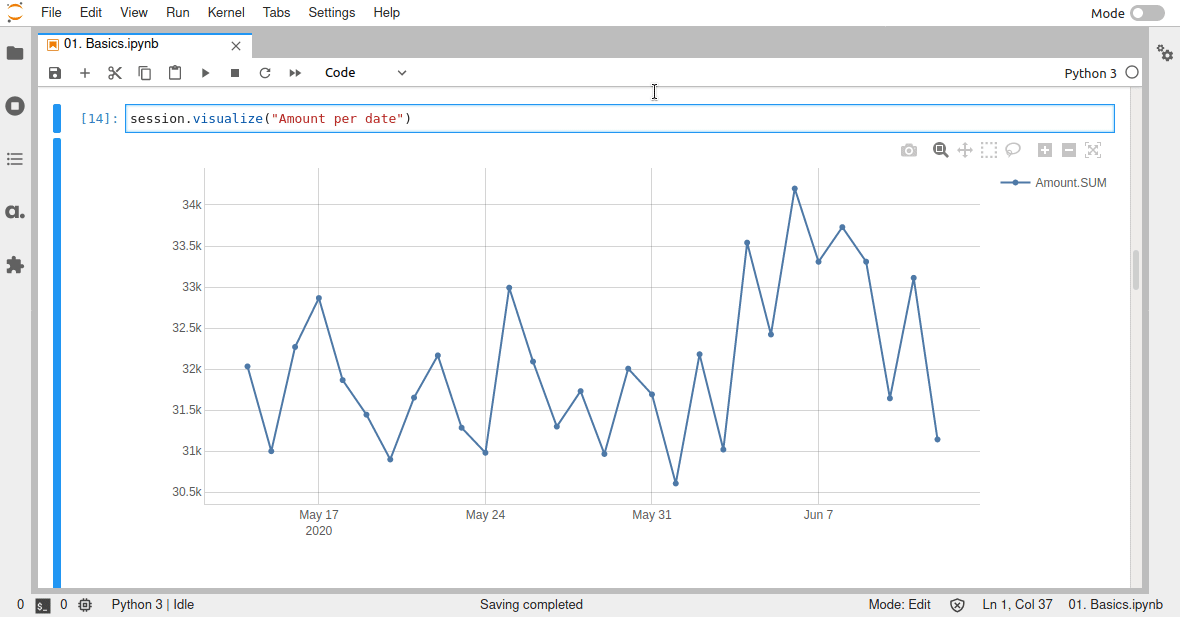 File Edit View Run Kernel Tabs Settings Help Mode
01. Basics.ipynb
Code Python 3
[14]: session.visualize("Amount per date")
Amount.SUM
34k
33.5k
33k
32.5k
32k
31.5k
31k
30.5k
May 17 May 24 May 31 Jun 7
2020
a.
0 $_ 0 Python 3 | Idle Saving completed Mode: Edit Ln 1, Col 37 01. Basics.ipynb